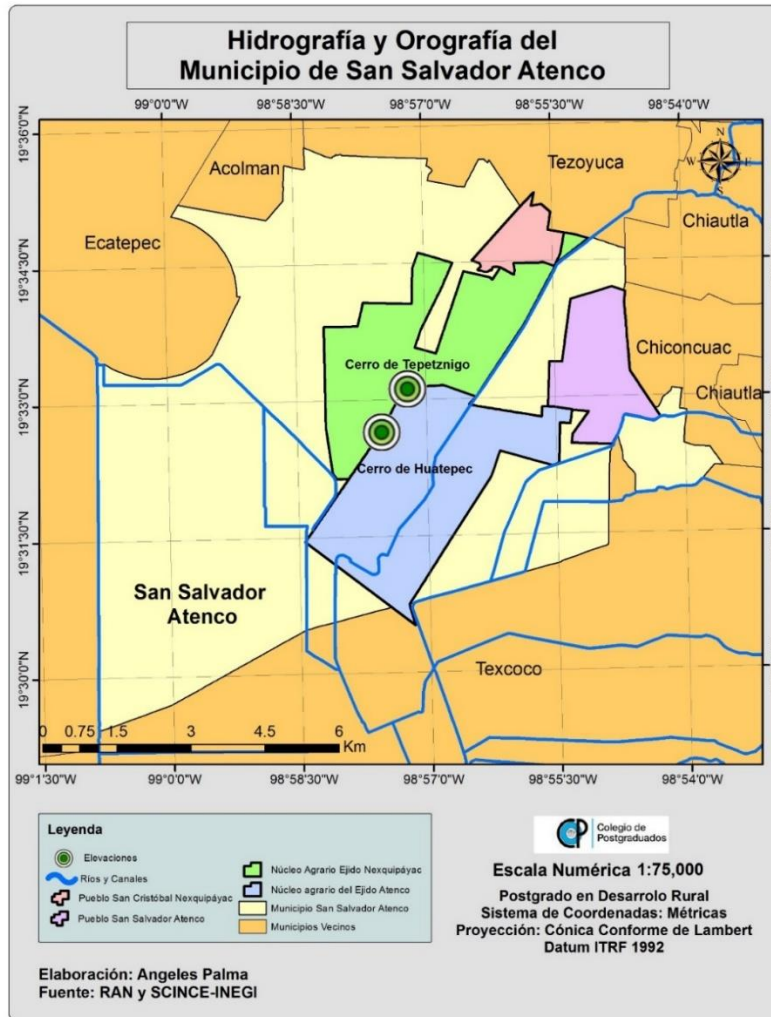 Hidrografía y Orografía del
Municipio de San Salvador Atenco
99°0'0"W 98°58'30"W 98°57'0"W 98°55'30"W 98°54'0"W
19°36'0"N
19°34'30"N
19°33'0"N
19°31'30"N
19°30'0"N
N
W E
S
Acolman
Tezoyuca
Ecatepec
Chiautla
Chiconcuac
Chiautla
Cerro de Tepetznigo
Cerro de Huatepec
San Salvador
Atenco
Texcoco
0 0.75 1.5 3 4.5 6
Km
99°1'30"W 99°0'0"W 98°58'30"W 98°57'0"W 98°55'30"W 98°54'0"W
Leyenda
Elevaciones
Ríos y Canales
Pueblo San Cristóbal Nexquipáyac
Pueblo San Salvador Atenco
Núcleo Agrario Ejido Nexquipáyac
Núcleo agrario del Ejido Atenco
Municipio San Salvador Atenco
Municipios Vecinos
CP
Colegio de
Postgraduados
Escala Numérica 1:75,000
Postgrado en Desarrolo Rural
Sistema de Coordenadas: Métricas
Proyección: Cónica Conforme de Lambert
Datum ITRF 1992
Elaboración: Angeles Palma
Fuente: RAN y SCINCE-INEGI